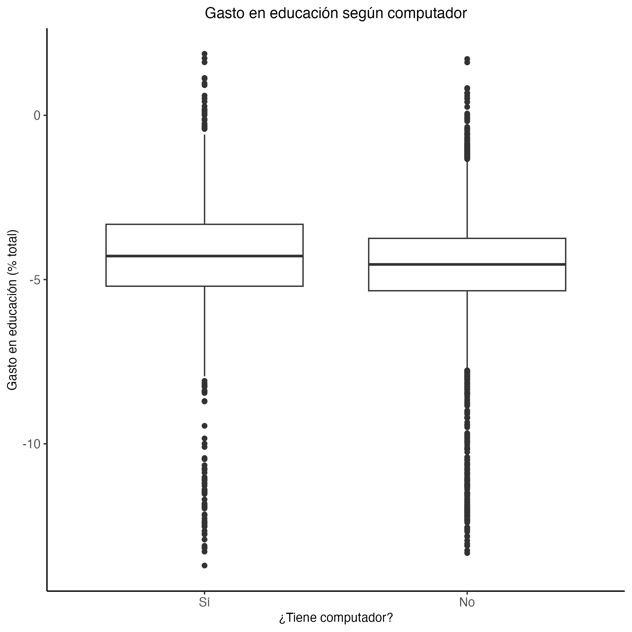 Gasto en educación según computador
Gasto en educación (% total)
0
-5
-10
Sí
No
¿Tiene computador?